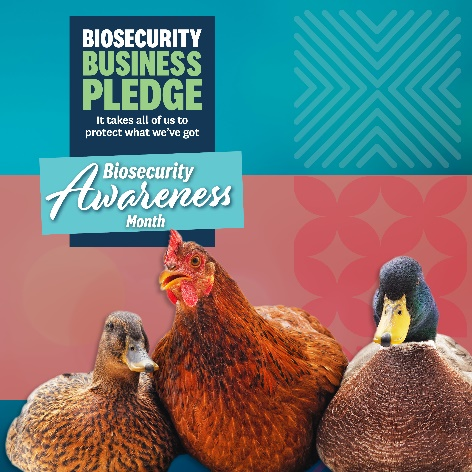 BIOSECURITY
BUSINESS
PLEDGE
It takes all of us to
protect what we've got
Biosecurity
Awareness
Month